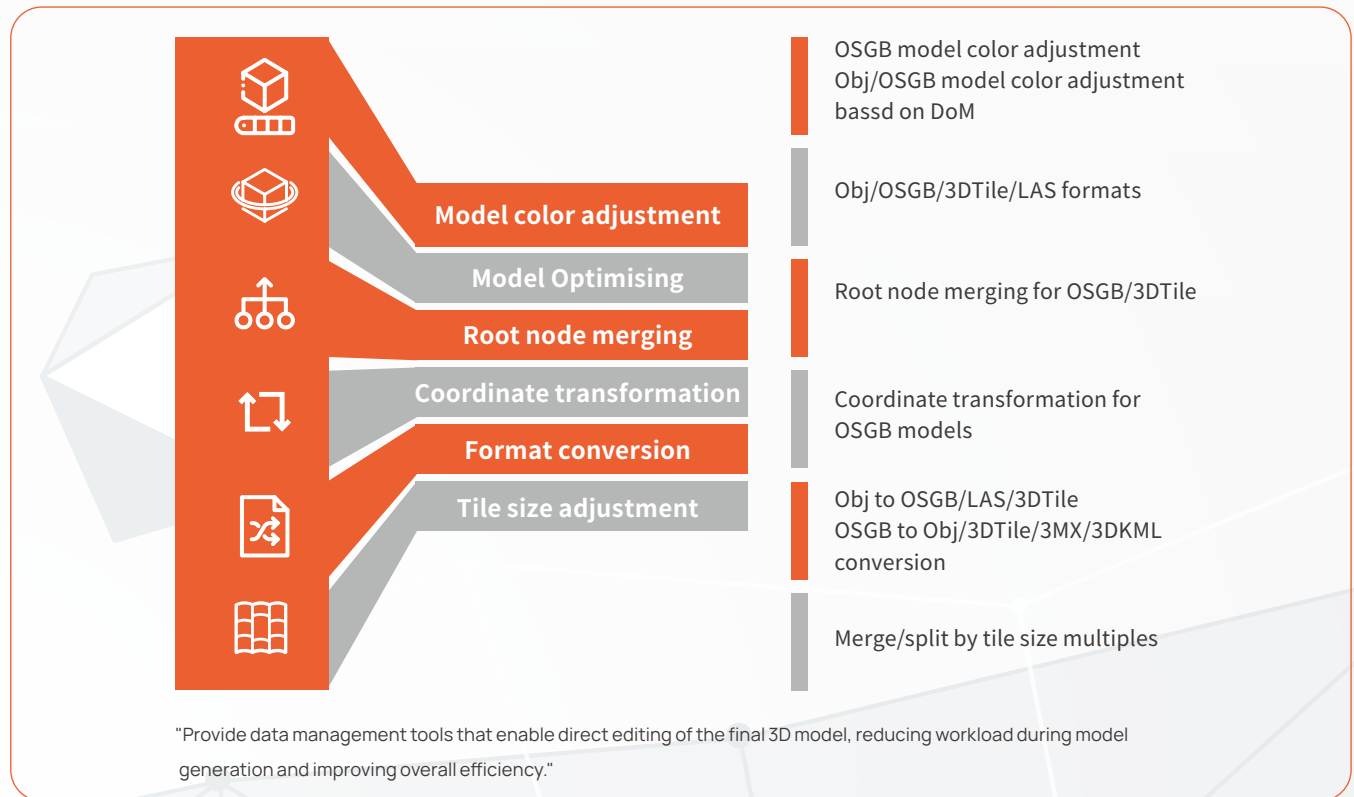 Model color adjustment
Model Optimising
Root node merging
Coordinate transformation
Format conversion
Tile size adjustment
OSGB model color adjustment
Obj/OSGB model color adjustment
bassd on DoM
Obj/OSGB/3DTile/LAS formats
Root node merging for OSGB/3DTile
Coordinate transformation for
OSGB models
Obj to OSGB/LAS/3DTile
OSGB to Obj/3DTile/3MX/3DKML
conversion
Merge/split by tile size multiples
"Provide data management tools that enable direct editing of the final 3D model, reducing workload during model
generation and improving overall efficiency."